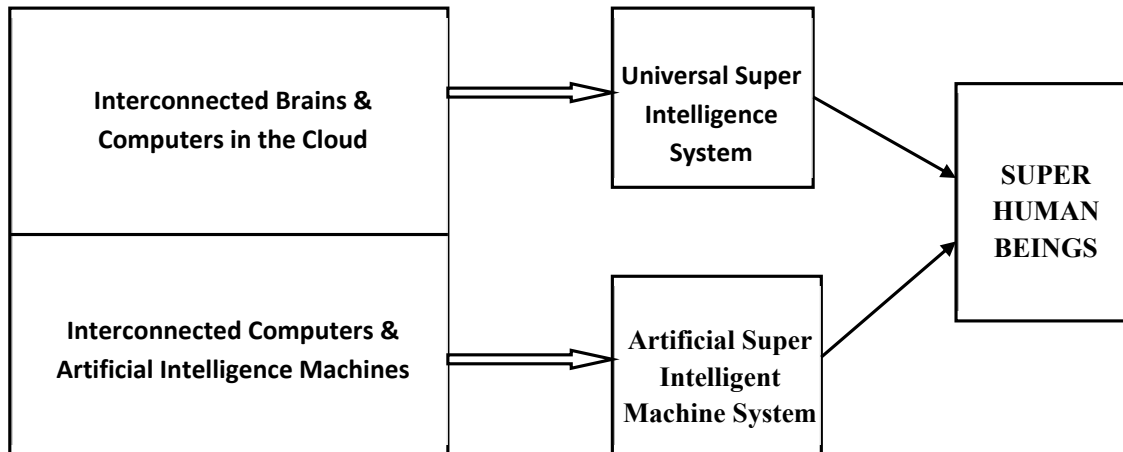 Interconnected Brains &
Computers in the Cloud
Universal Super
Intelligence
System
SUPER
HUMAN
BEINGS
Interconnected Computers &
Artificial Intelligence Machines
Artificial Super
Intelligent
Machine System